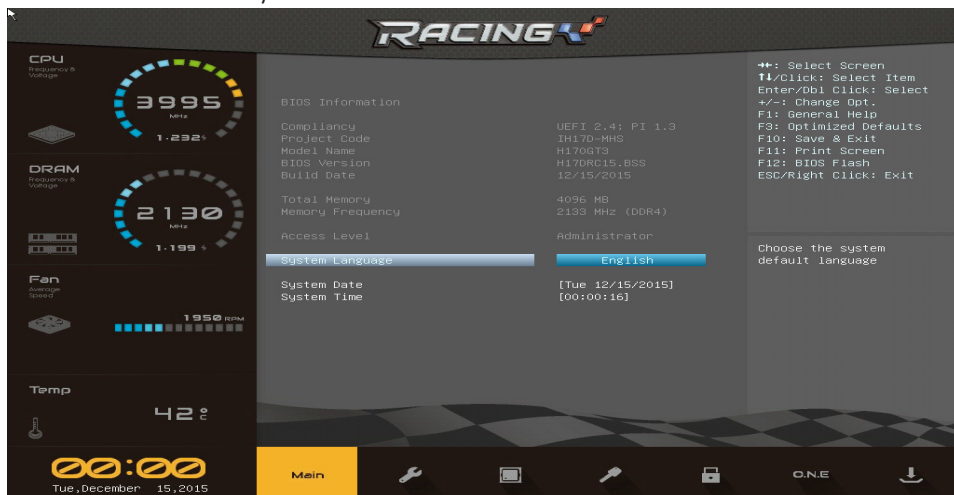 RACING
CPU
Frequency &
Voltage
3995
MHz
1.232
DRAM
Frequency &
Voltage
2130
MHz
1.199
Fan
Average
Speed
1950 RPM
Temp
42 °C
00:00
Tue,December 15,2015
BIOS Information
Compliancy UEFI 2.4; PI 1.3
Project Code IH17D-MHS
Model Name H170GT3
BIOS Version H17DRC15.BSS
Build Date 12/15/2015
Total Memory 4096 MB
Memory Frequency 2133 MHz (DDR4)
Access Level Administrator
System Language English
System Date [Tue 12/15/2015]
System Time [00:00:16]
→←: Select Screen
↑↓/Click: Select Item
Enter/Dbl Click: Select
+/-: Change Opt.
F1: General Help
F3: Optimized Defaults
F10: Save & Exit
F11: Print Screen
F12: BIOS Flash
ESC/Right Click: Exit
Choose the system
default language
Main
O.N.E